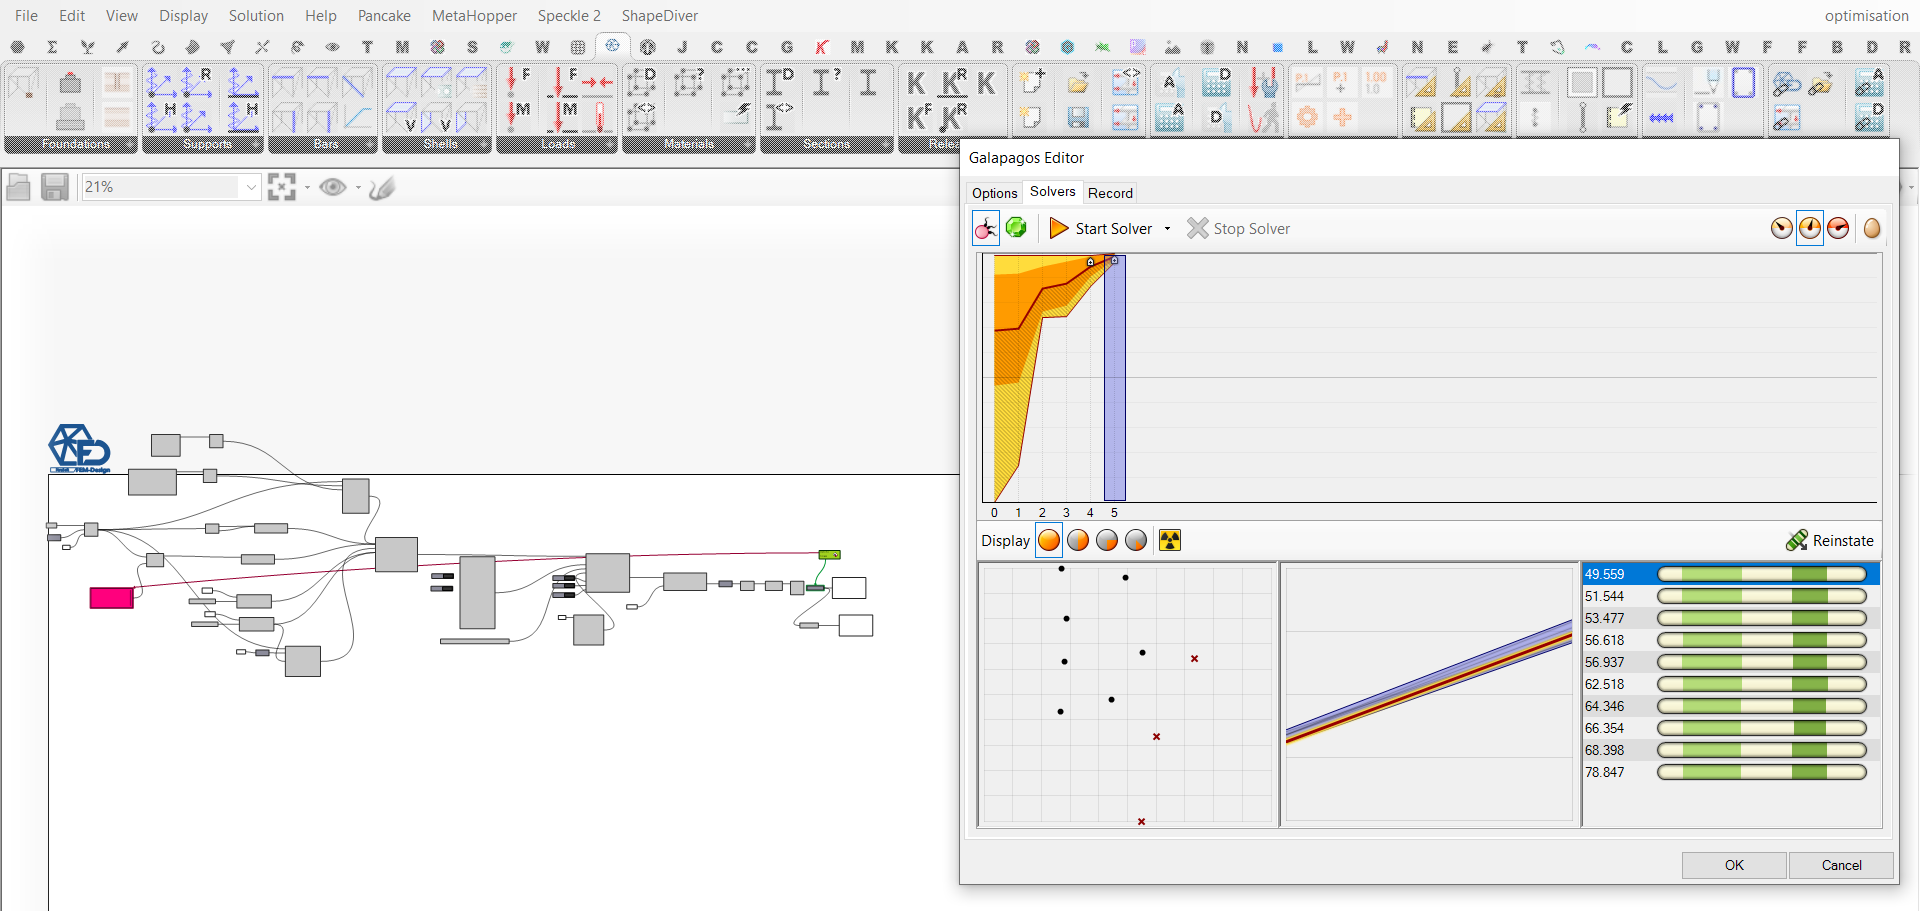 File Edit View Display Solution Help Pancake MetaHopper Speckle 2 ShapeDiver optimisation
Foundations Supports Bars Shells Loads Materials Sections
Galapagos Editor
21%
Options Solvers Record
Start Solver Stop Solver
0 1 2 3 4 5
Display Reinstate
49.559
51.544
53.477
56.618
56.937
62.518
64.346
66.354
68.398
78.847
OK Cancel